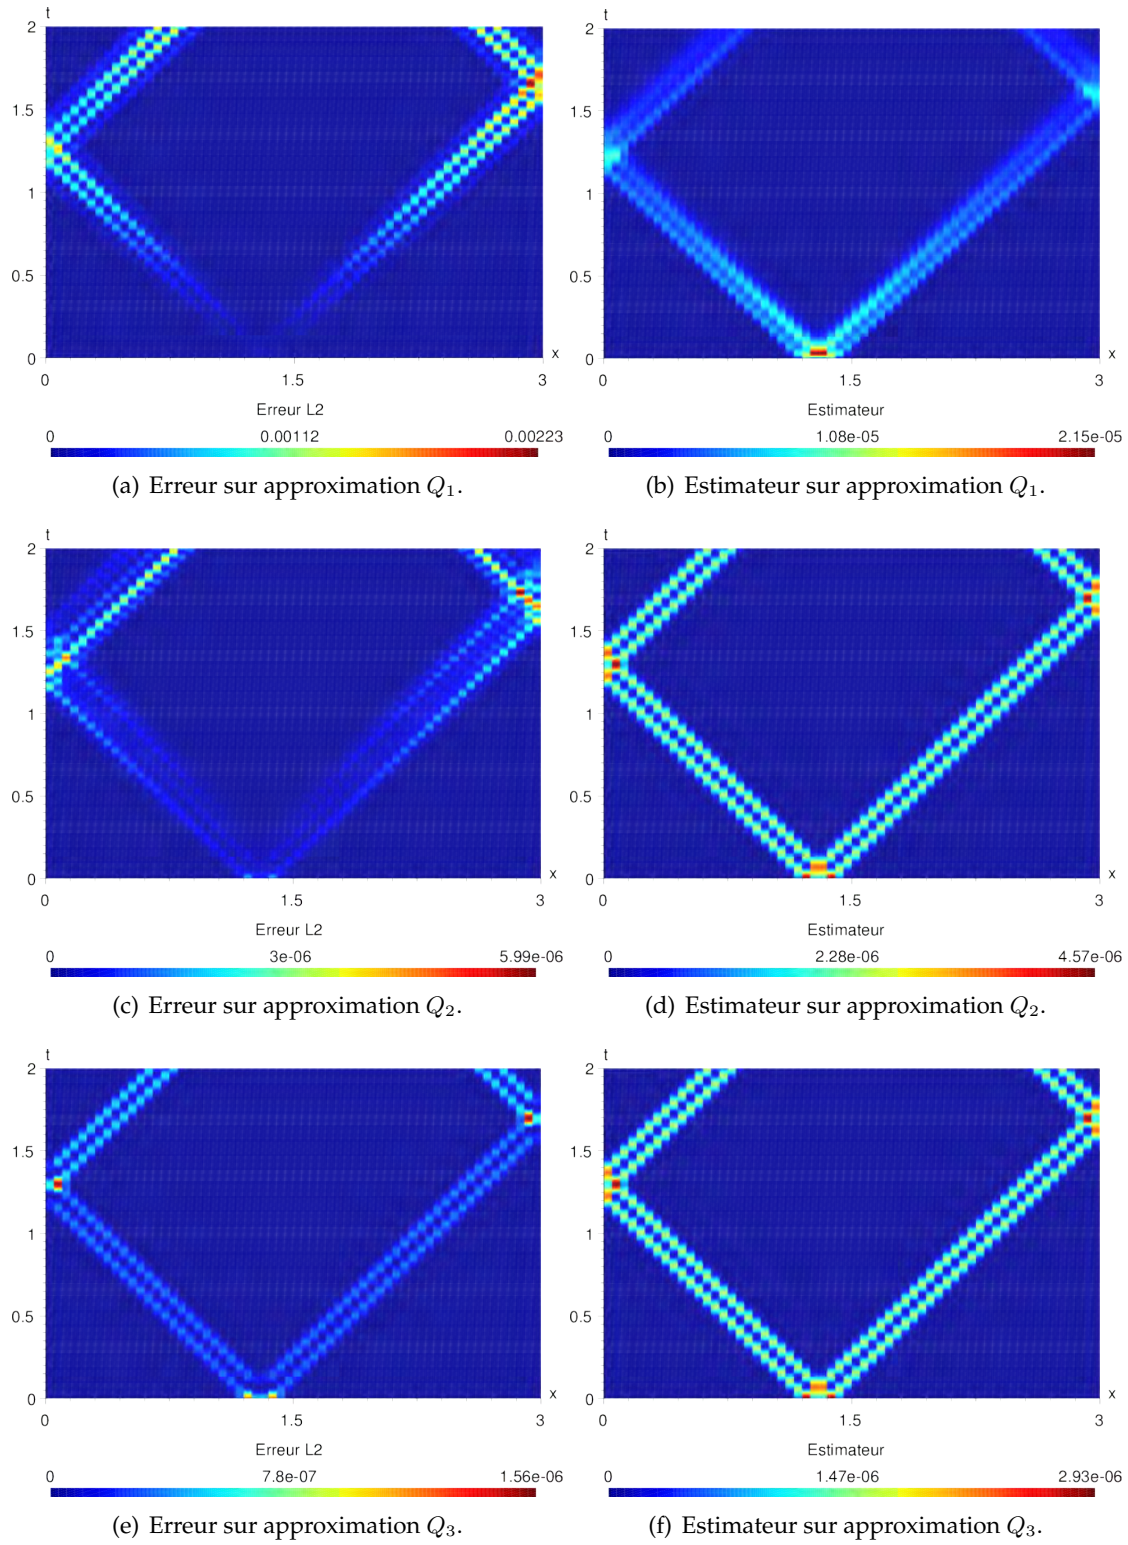 t
t
2
2
1.5
1.5
1
1
0.5
0.5
0
x
0
x
0
1.5
3
0
1.5
3
Erreur L2
Estimateur
0
0.00112
0.00223
0
1.08e-05
2.15e-05
(a) Erreur sur approximation Q1.
(b) Estimateur sur approximation Q1.
t
t
2
2
1.5
1.5
1
1
0.5
0.5
0
x
0
x
0
1.5
3
0
1.5
3
Erreur L2
Estimateur
0
3e-06
5.99e-06
0
2.28e-06
4.57e-06
(c) Erreur sur approximation Q2.
(d) Estimateur sur approximation Q2.
t
t
2
2
1.5
1.5
1
1
0.5
0.5
0
x
0
x
0
1.5
3
0
1.5
3
Erreur L2
Estimateur
0
7.8e-07
1.56e-06
0
1.47e-06
2.93e-06
(e) Erreur sur approximation Q3.
(f) Estimateur sur approximation Q3.